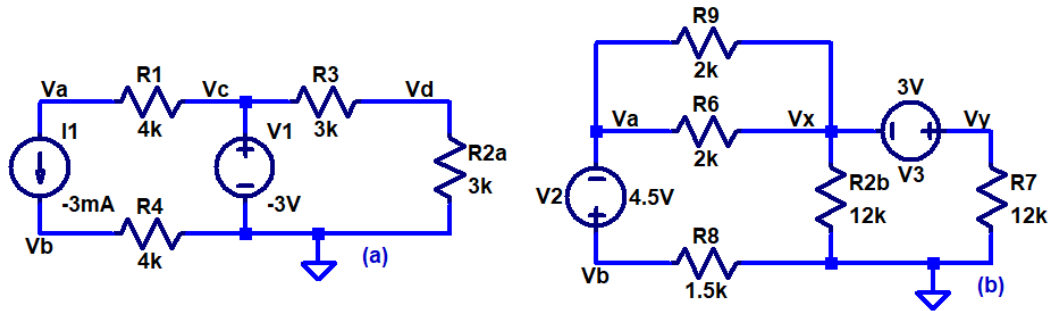 Va
R1
4k
Vc
R3
3k
Vd
I1
-3mA
V1
+
-
-3V
R2a
3k
Vb
R4
4k
(a)
R9
2k
Va
R6
2k
Vx
3V
-
+
V3
Vy
V2
-
+
4.5V
R2b
12k
R7
12k
Vb
R8
1.5k
(b)